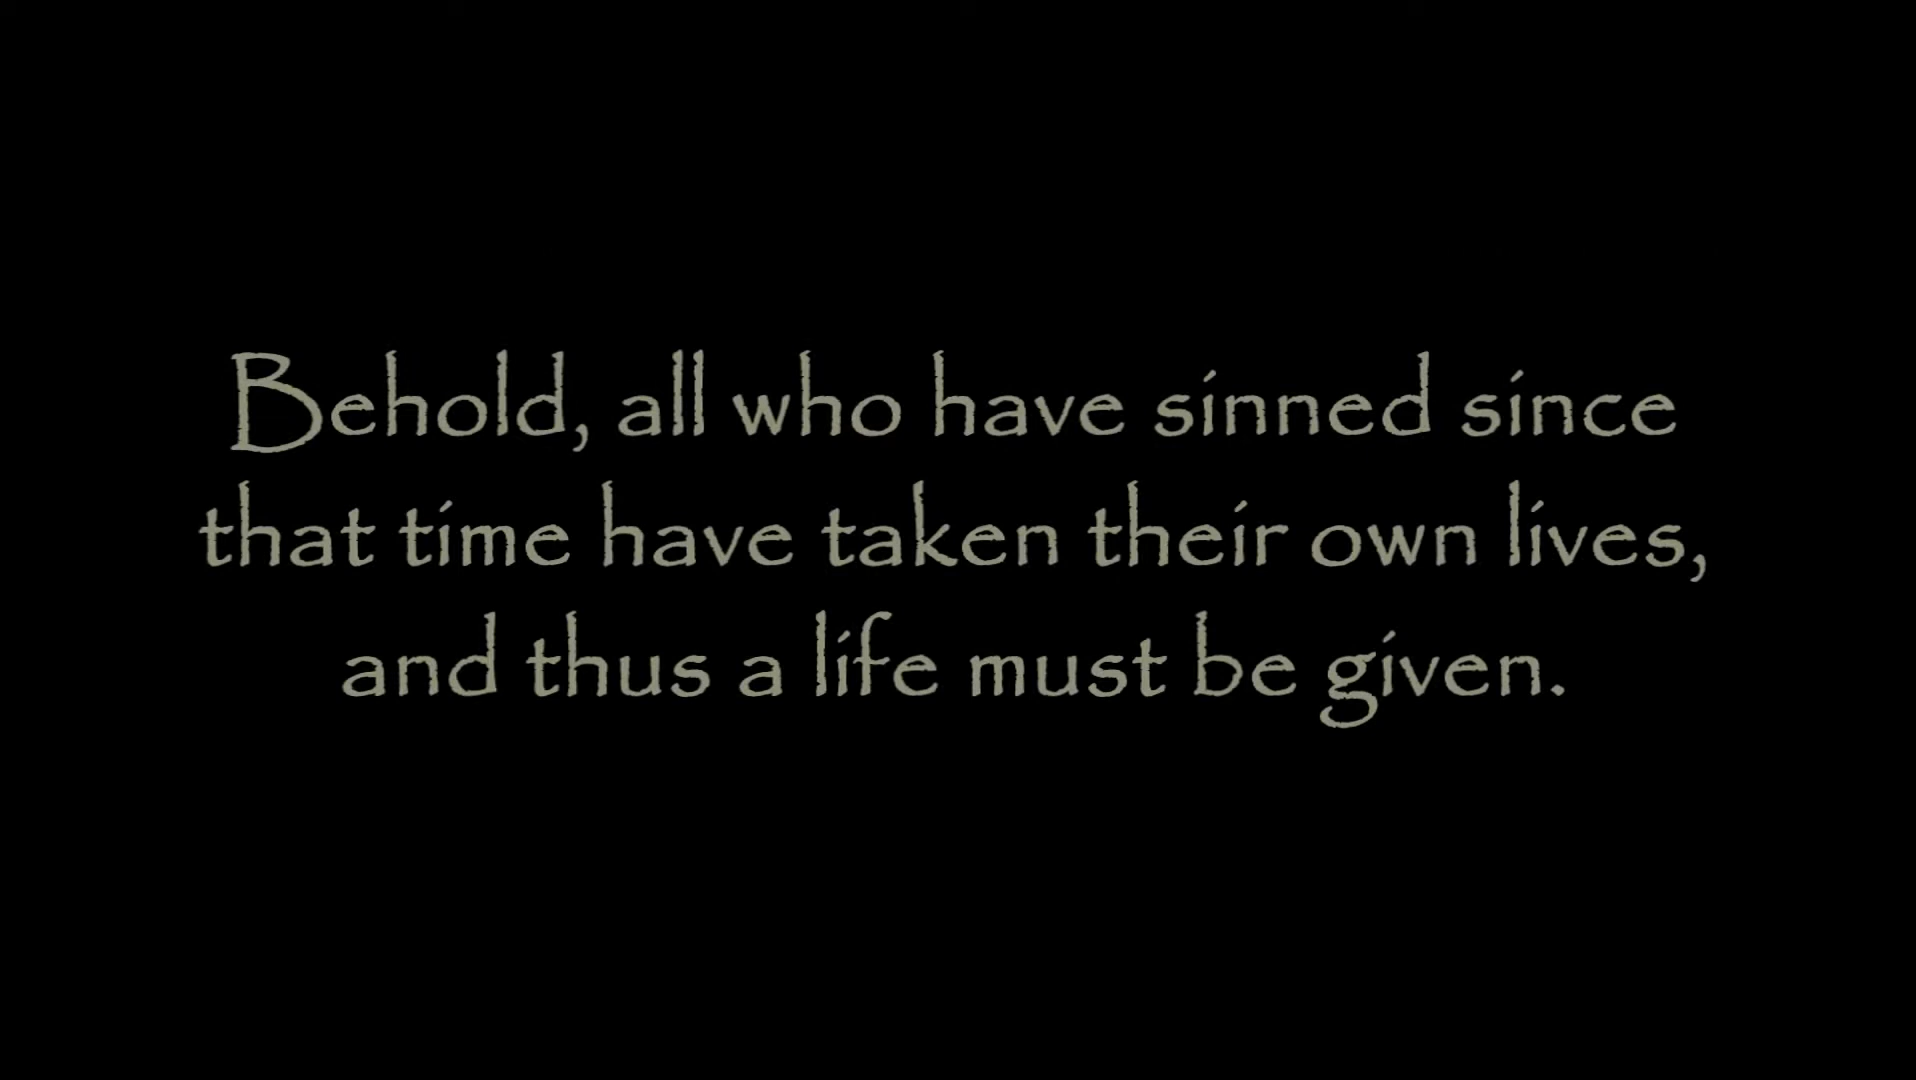 Behold, all who have sinned since
that time have taken their own lives,
and thus a life must be given.